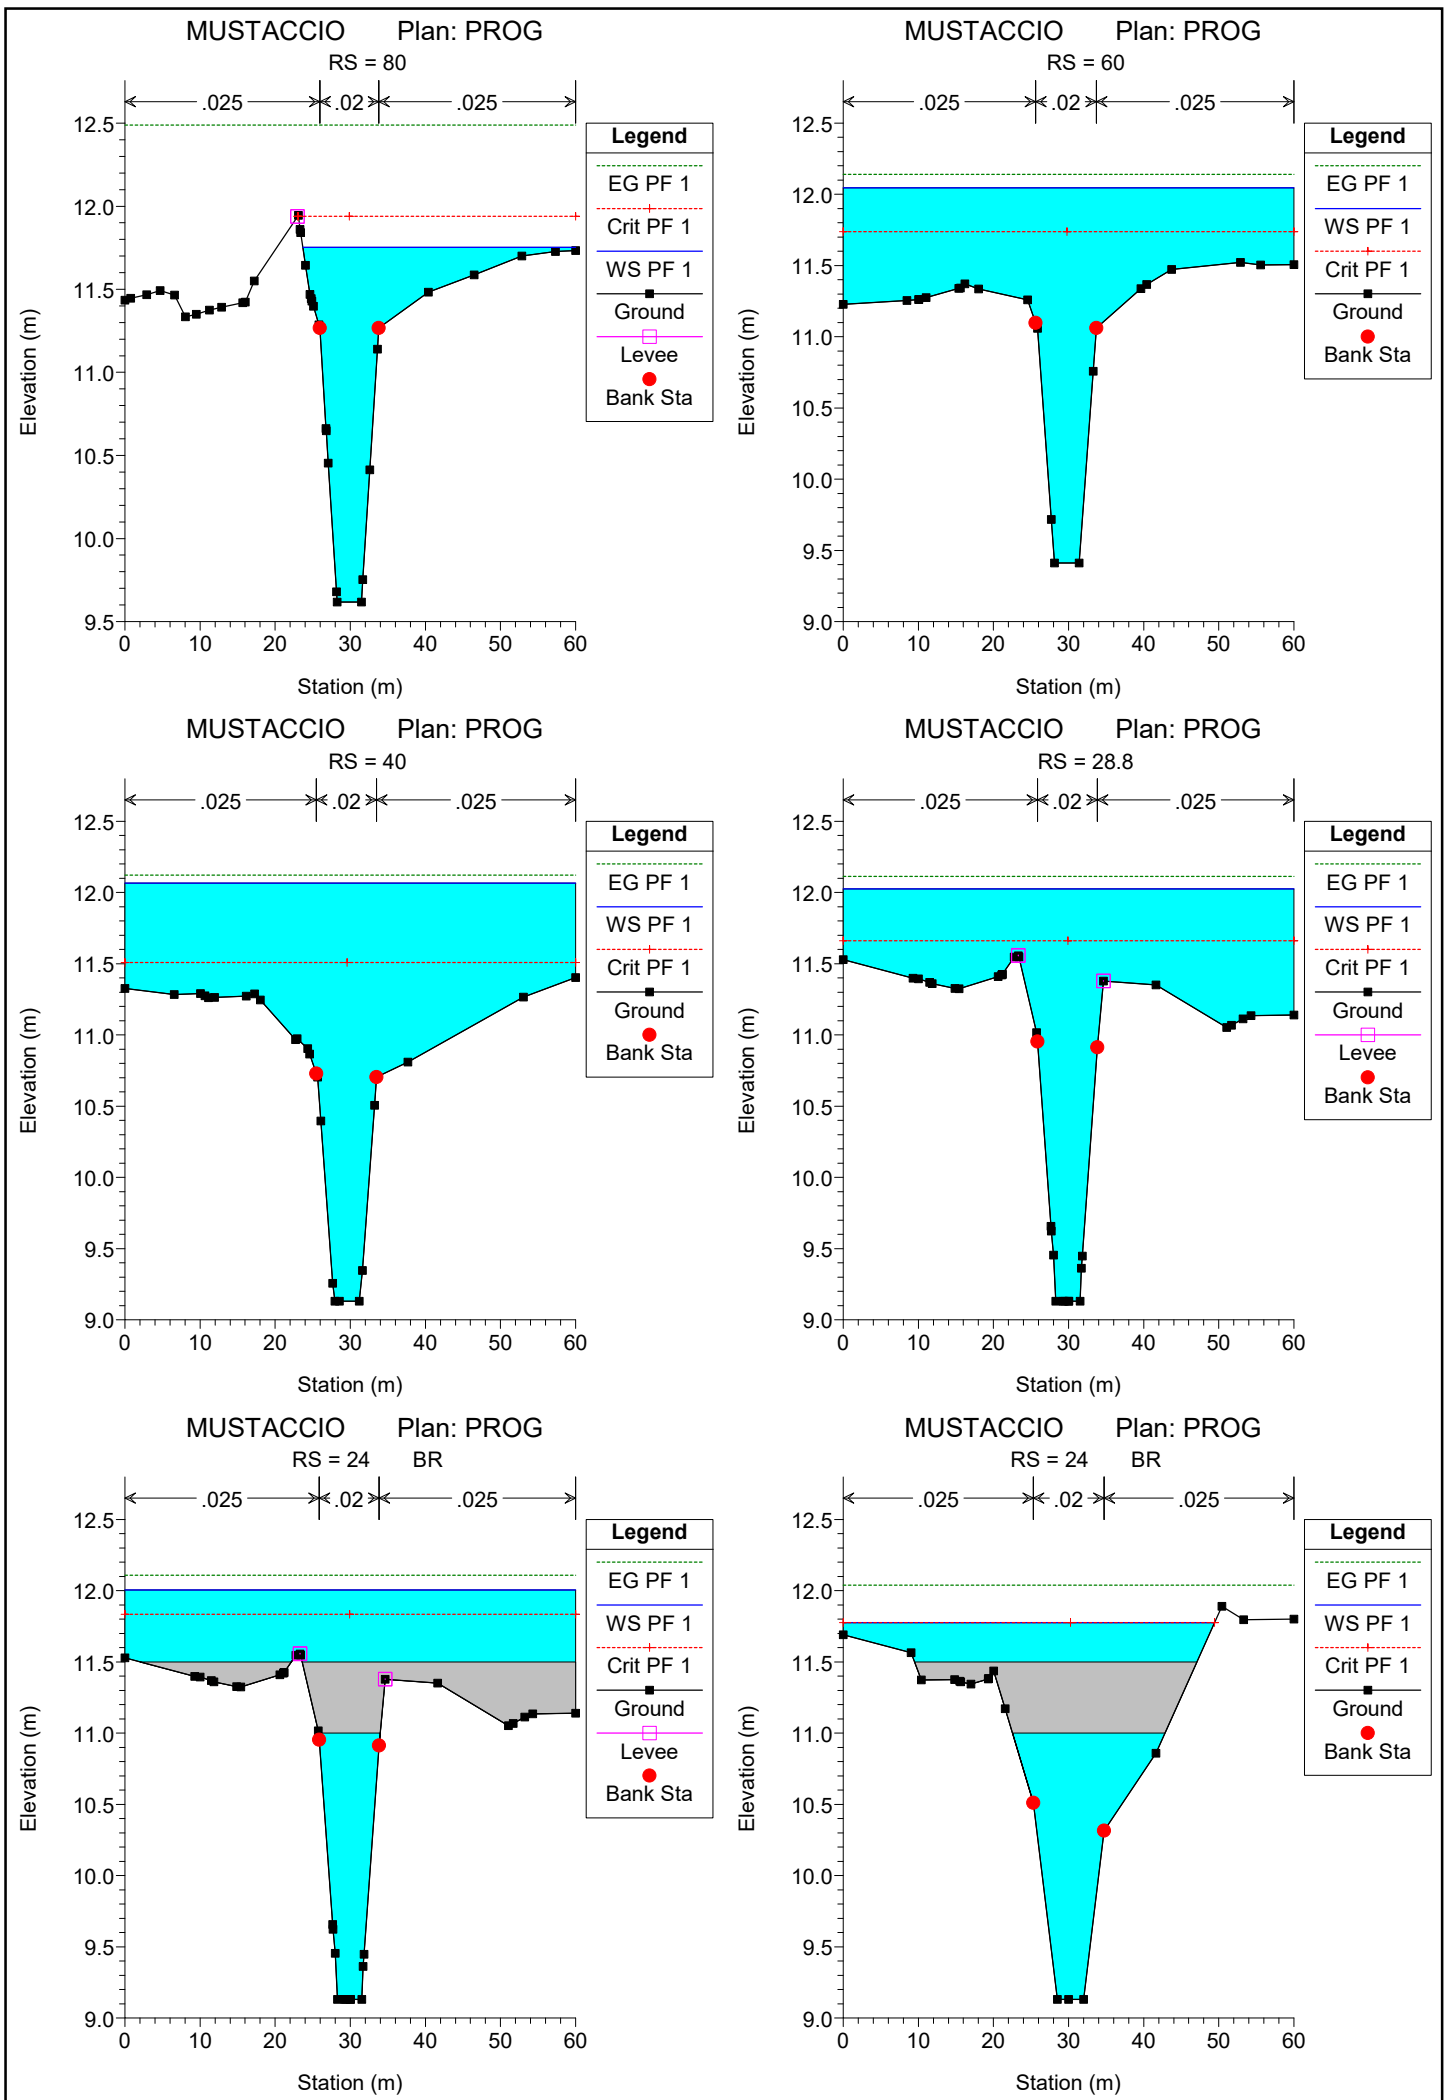 MUSTACCIO Plan: PROG
RS = 80
.025 .02 .025
12.5
12.0
11.5
11.0
10.5
10.0
9.5
0 10 20 30 40 50 60
Station (m)
Elevation (m)
Legend
EG PF 1
Crit PF 1
WS PF 1
Ground
Levee
Bank Sta
MUSTACCIO Plan: PROG
RS = 60
.025 .02 .025
12.5
12.0
11.5
11.0
10.5
10.0
9.5
9.0
0 10 20 30 40 50 60
Station (m)
Elevation (m)
Legend
EG PF 1
WS PF 1
Crit PF 1
Ground
Bank Sta
MUSTACCIO Plan: PROG
RS = 40
.025 .02 .025
12.5
12.0
11.5
11.0
10.5
10.0
9.5
9.0
0 10 20 30 40 50 60
Station (m)
Elevation (m)
Legend
EG PF 1
WS PF 1
Crit PF 1
Ground
Bank Sta
MUSTACCIO Plan: PROG
RS = 28.8
.025 .02 .025
12.5
12.0
11.5
11.0
10.5
10.0
9.5
9.0
0 10 20 30 40 50 60
Station (m)
Elevation (m)
Legend
EG PF 1
WS PF 1
Crit PF 1
Ground
Levee
Bank Sta
MUSTACCIO Plan: PROG
RS = 24 BR
.025 .02 .025
12.5
12.0
11.5
11.0
10.5
10.0
9.5
9.0
0 10 20 30 40 50 60
Station (m)
Elevation (m)
Legend
EG PF 1
WS PF 1
Crit PF 1
Ground
Levee
Bank Sta
MUSTACCIO Plan: PROG
RS = 24 BR
.025 .02 .025
12.5
12.0
11.5
11.0
10.5
10.0
9.5
9.0
0 10 20 30 40 50 60
Station (m)
Elevation (m)
Legend
EG PF 1
WS PF 1
Crit PF 1
Ground
Bank Sta